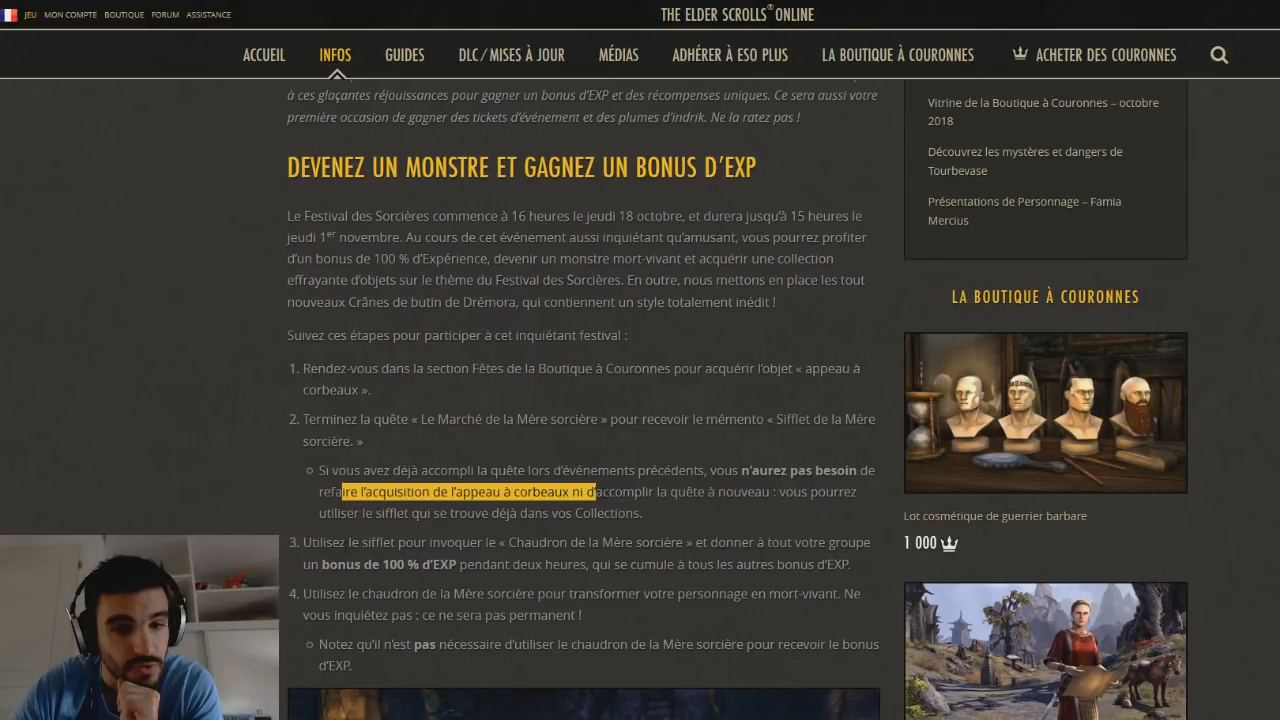 JEU MON COMPTE BOUTIQUE FORUM ASSISTANCE
THE ELDER SCROLLS® ONLINE
ACCUEIL INFOS GUIDES DLC / MISES À JOUR MÉDIAS ADHÉRER À ESO PLUS LA BOUTIQUE À COURONNES ACHETER DES COURONNES
à ces glaçantes réjouissances pour gagner un bonus d'EXP et des récompenses uniques. Ce sera aussi votre
première occasion de gagner des tickets d'événement et des plumes d'indrik. Ne la ratez pas !
DEVENEZ UN MONSTRE ET GAGNEZ UN BONUS D'EXP
Le Festival des Sorcières commence à 16 heures le jeudi 18 octobre, et durera jusqu'à 15 heures le
jeudi 1er novembre. Au cours de cet événement aussi inquiétant qu'amusant, vous pourrez profiter
d'un bonus de 100 % d'Expérience, devenir un monstre mort-vivant et acquérir une collection
effrayante d'objets sur le thème du Festival des Sorcières. En outre, nous mettons en place les tout
nouveaux Crânes de butin de Drémora, qui contiennent un style totalement inédit !
Suivez ces étapes pour participer à cet inquiétant festival :
1. Rendez-vous dans la section Fêtes de la Boutique à Couronnes pour acquérir l'objet « appeau à
corbeaux ».
2. Terminez la quête « Le Marché de la Mère sorcière » pour recevoir le mémento « Sifflet de la Mère
sorcière. »
Si vous avez déjà accompli la quête lors d'événements précédents, vous n'aurez pas besoin de
refaire l'acquisition de l'appeau à corbeaux ni d'accomplir la quête à nouveau : vous pourrez
utiliser le sifflet qui se trouve déjà dans vos Collections.
3. Utilisez le sifflet pour invoquer le « Chaudron de la Mère sorcière » et donner à tout votre groupe
un bonus de 100 % d'EXP pendant deux heures, qui se cumule à tous les autres bonus d'EXP.
4. Utilisez le chaudron de la Mère sorcière pour transformer votre personnage en mort-vivant. Ne
vous inquiétez pas : ce ne sera pas permanent !
Notez qu'il n'est pas nécessaire d'utiliser le chaudron de la Mère sorcière pour recevoir le bonus
d'EXP.
Vitrine de la Boutique à Couronnes – octobre
2018
Découvrez les mystères et dangers de
Tourbevase
Présentations de Personnage – Famia
Mercius
LA BOUTIQUE À COURONNES
Lot cosmétique de guerrier barbare
1 000